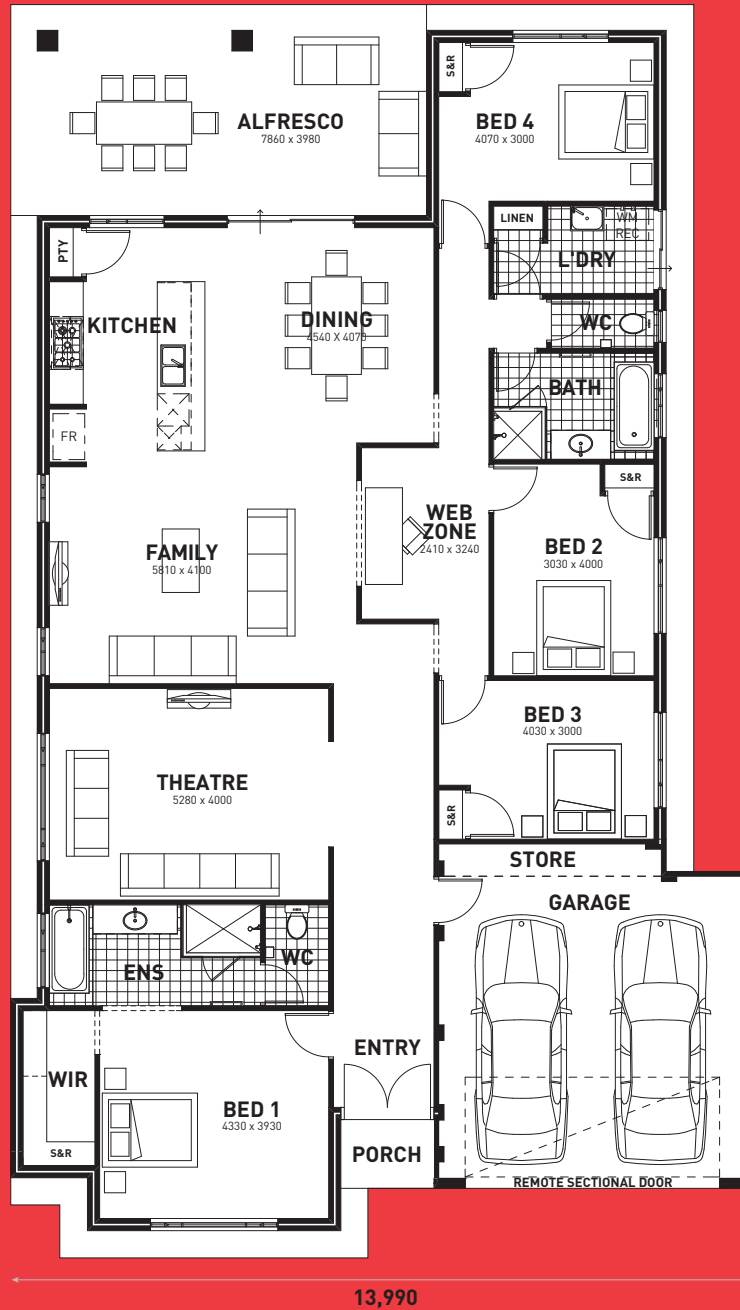 S&R
ALFRESCO
7860 x 3980
BED 4
4070 x 3000
LINEN
WM
REC
L'DRY
PTY
KITCHEN
DINING
4540 X 4070
WC
BATH
FR
S&R
WEB
ZONE
2410 x 3240
FAMILY
5810 x 4100
BED 2
3030 x 4000
BED 3
4030 x 3000
THEATRE
5280 x 4000
S&R
STORE
GARAGE
WC
ENS
ENTRY
WIR
BED 1
4330 x 3930
S&R
PORCH
REMOTE SECTIONAL DOOR
13,990